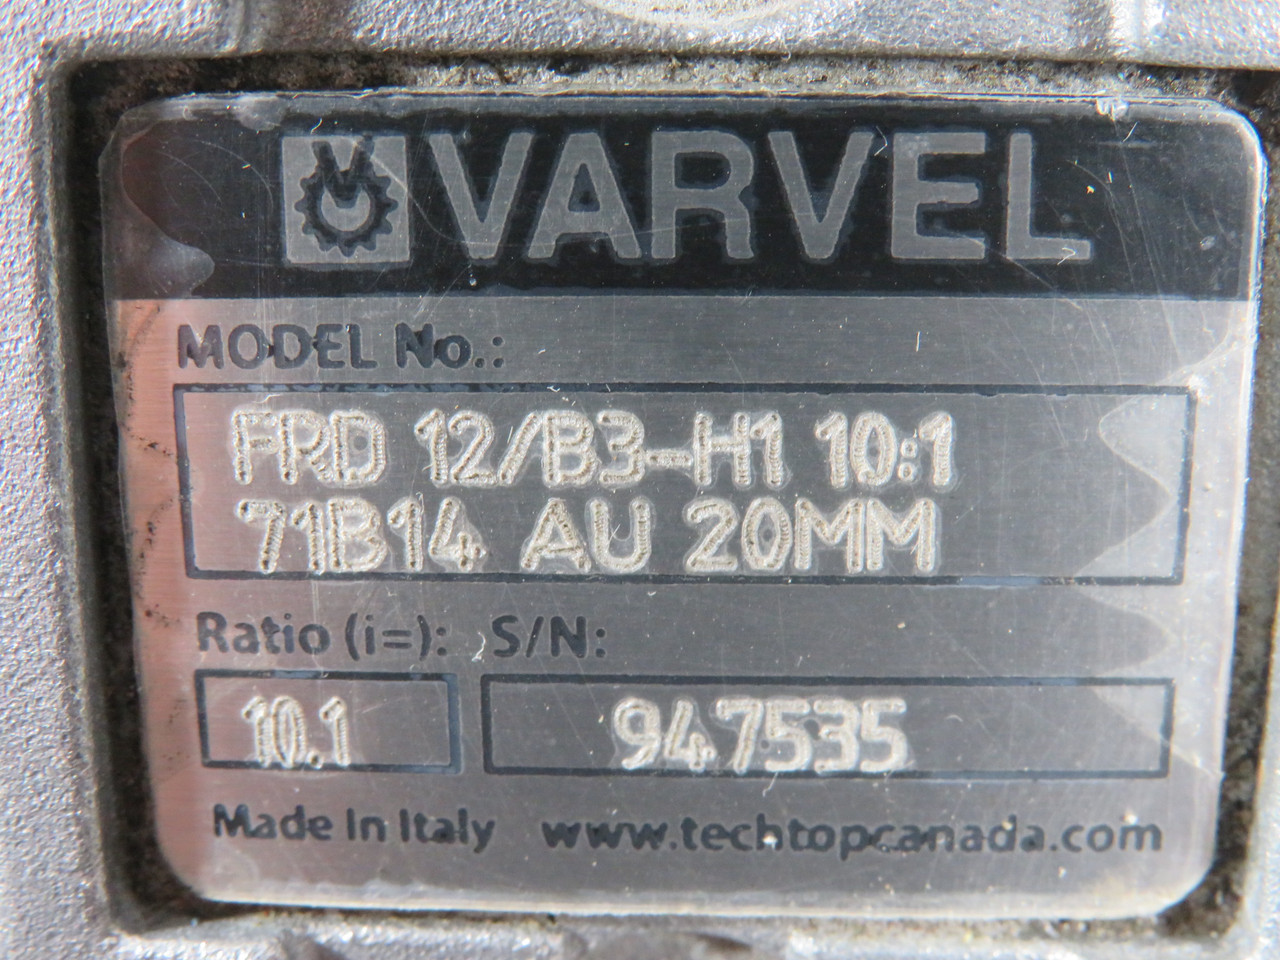 VARVEL
MODEL No.:
FRD 12/B3-H1 10:1
71B14 AU 20MM
Ratio (i=): S/N:
10.1 947535
Made In Italy www.techtopcanada.com